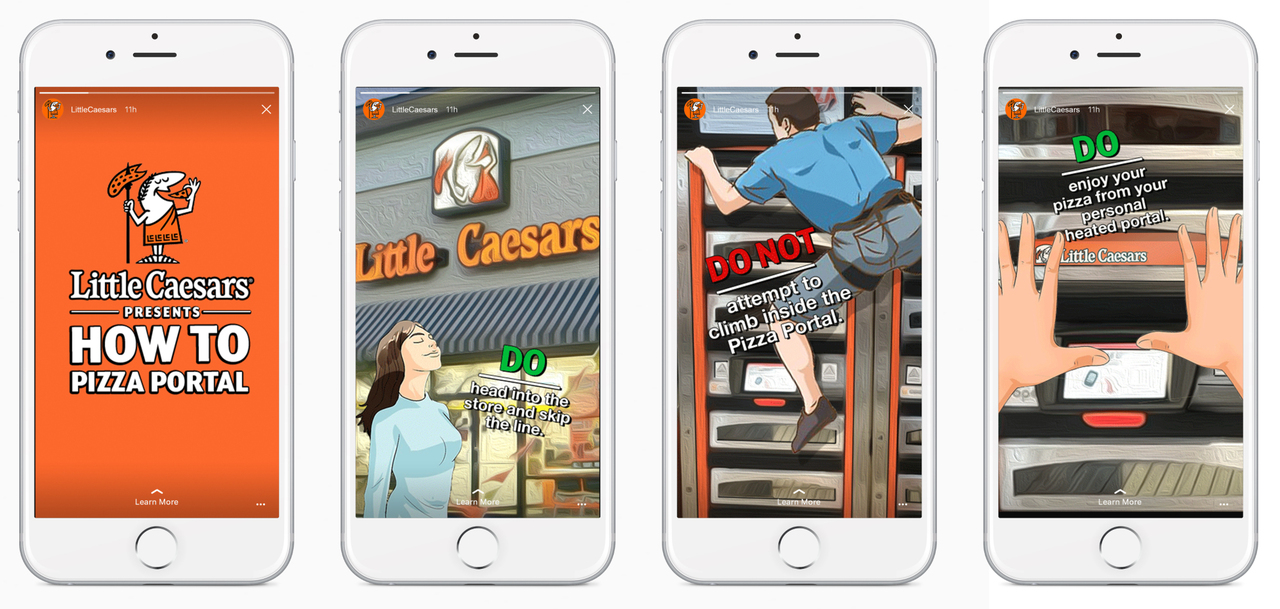 LittleCaesars 11h
Little Caesars®
PRESENTS
HOW TO
PIZZA PORTAL
Learn More
LittleCaesars 11h
Little Caesars
DO
head into the
store and skip
the line.
Learn More
LittleCaesars 11h
DO NOT
attempt to
climb inside the
Pizza Portal.
Learn More
LittleCaesars 11h
DO
enjoy your
pizza from your
personal
heated portal.
Little Caesars
Learn More